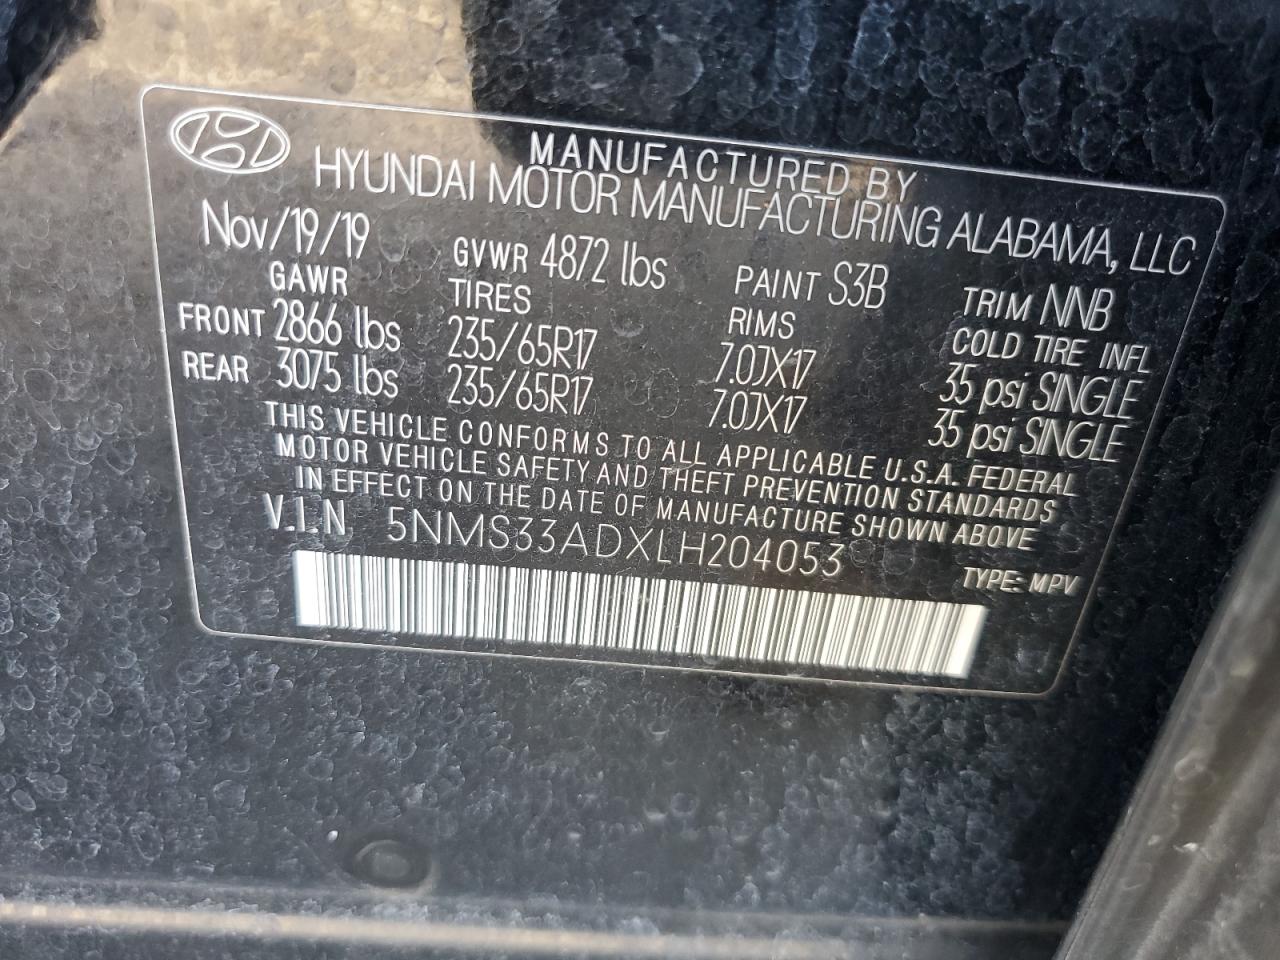 MANUFACTURED BY
HYUNDAI MOTOR MANUFACTURING ALABAMA, LLC
Nov/19/19 GVWR 4872 lbs PAINT S3B TRIM NNB
GAWR TIRES RIMS COLD TIRE INFL
FRONT 2866 lbs 235/65R17 7.0JX17 35 psi SINGLE
REAR 3075 lbs 235/65R17 7.0JX17 35 psi SINGLE
THIS VEHICLE CONFORMS TO ALL APPLICABLE U.S.A. FEDERAL
MOTOR VEHICLE SAFETY AND THEFT PREVENTION STANDARDS
IN EFFECT ON THE DATE OF MANUFACTURE SHOWN ABOVE
V.I.N 5NMS33ADXLH204053 TYPE: MPV